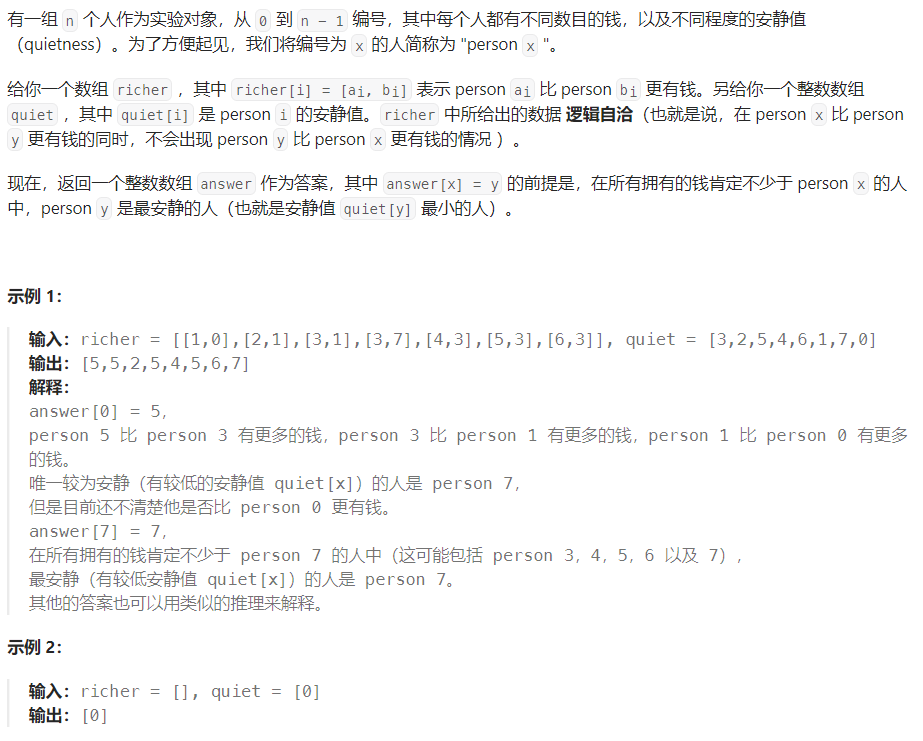 有一组 n 个人作为实验对象，从 0 到 n - 1 编号，其中每个人都有不同数目的钱，以及不同程度的安静值
（quietness）。为了方便起见，我们将编号为 x 的人简称为 "person x "。
给你一个数组 richer ，其中 richer[i] = [ai, bi] 表示 person ai 比 person bi 更有钱。另给你一个整数数组
quiet ，其中 quiet[i] 是 person i 的安静值。richer 中所给出的数据 逻辑自洽（也就是说，在 person x 比 person
y 更有钱的同时，不会出现 person y 比 person x 更有钱的情况 ）。
现在，返回一个整数数组 answer 作为答案，其中 answer[x] = y 的前提是，在所有拥有的钱肯定不少于 person x 的人
中，person y 是最安静的人（也就是安静值 quiet[y] 最小的人）。
示例 1：
输入：richer = [[1,0],[2,1],[3,1],[3,7],[4,3],[5,3],[6,3]], quiet = [3,2,5,4,6,1,7,0]
输出：[5,5,2,5,4,5,6,7]
解释：
answer[0] = 5，
person 5 比 person 3 有更多的钱，person 3 比 person 1 有更多的钱，person 1 比 person 0 有更多
的钱。
唯一较为安静（有较低的安静值 quiet[x]）的人是 person 7，
但是目前还不清楚他是否比 person 0 更有钱。
answer[7] = 7，
在所有拥有的钱肯定不少于 person 7 的人中（这可能包括 person 3，4，5，6 以及 7），
最安静（有较低安静值 quiet[x]）的人是 person 7。
其他的答案也可以用类似的推理来解释。
示例 2：
输入：richer = [], quiet = [0]
输出：[0]